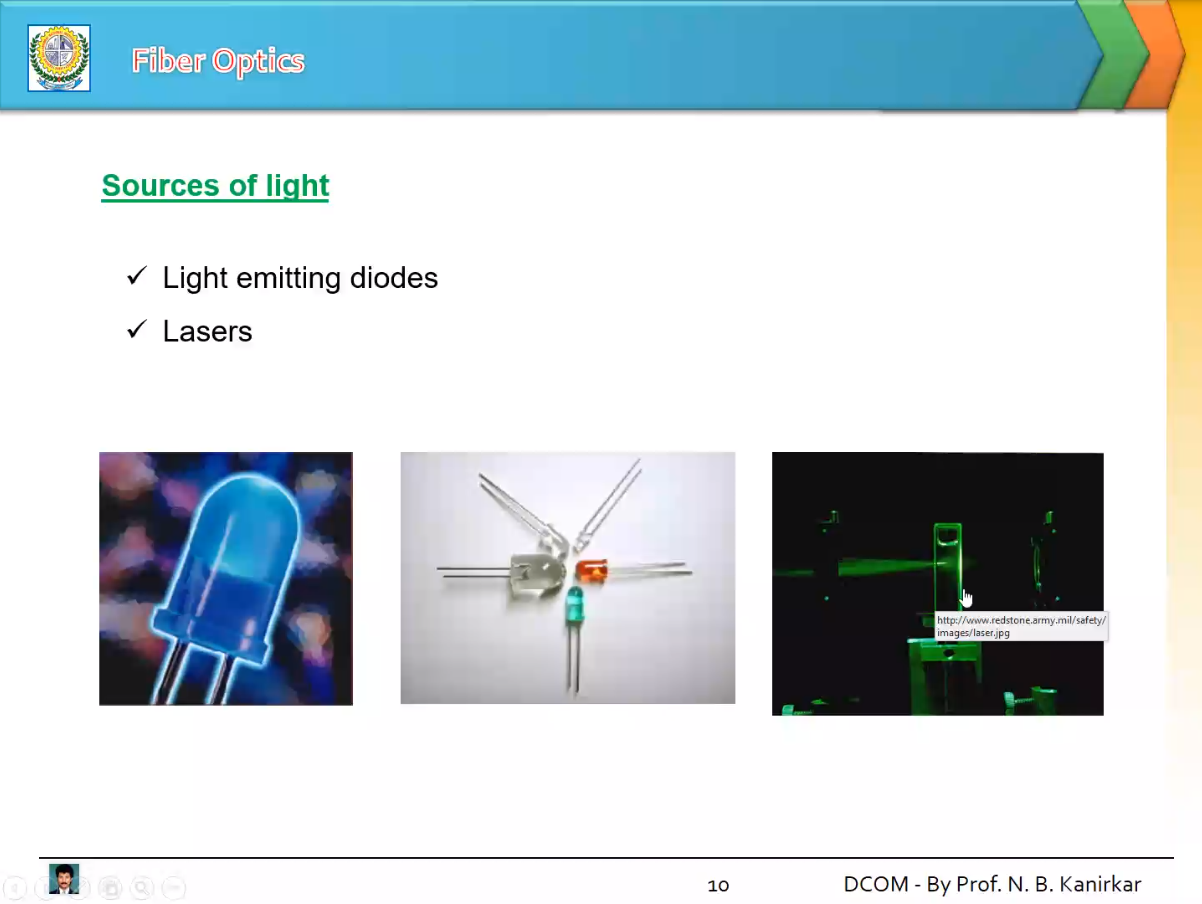 Fiber Optics
Sources of light
✓ Light emitting diodes
✓ Lasers
http://www.redstone.army.mil/safety/
images/laser.jpg
10
DCOM - By Prof. N. B. Kanirkar